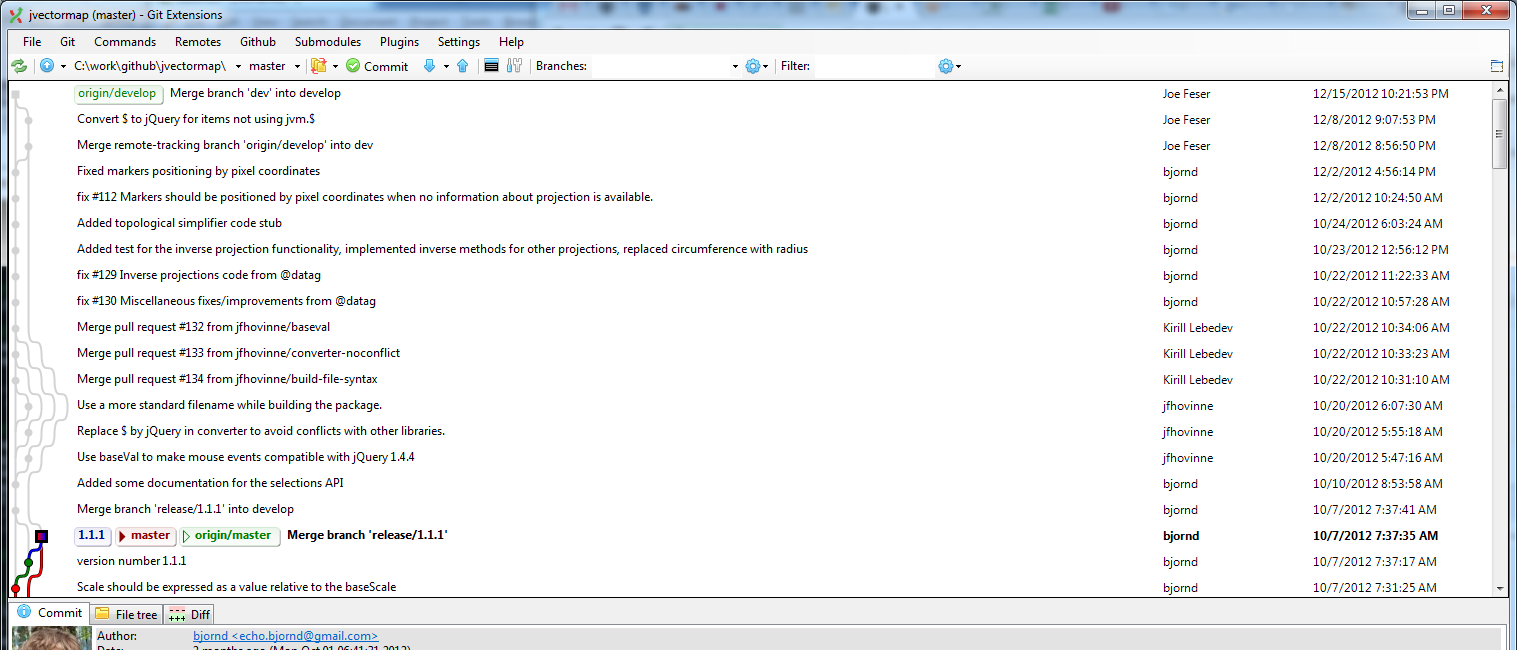 jvectormap (master) - Git Extensions
File Git Commands Remotes Github Submodules Plugins Settings Help
C:\work\github\jvectormap\ master Commit Branches: Filter:
origin/develop Merge branch 'dev' into develop Joe Feser 12/15/2012 10:21:53 PM
Convert $ to jQuery for items not using jvm.$ Joe Feser 12/8/2012 9:07:53 PM
Merge remote-tracking branch 'origin/develop' into dev Joe Feser 12/8/2012 8:56:50 PM
Fixed markers positioning by pixel coordinates bjornd 12/2/2012 4:56:14 PM
fix #112 Markers should be positioned by pixel coordinates when no information about projection is available. bjornd 12/2/2012 10:24:50 AM
Added topological simplifier code stub bjornd 10/24/2012 6:03:24 AM
Added test for the inverse projection functionality, implemented inverse methods for other projections, replaced circumference with radius bjornd 10/23/2012 12:56:12 PM
fix #129 Inverse projections code from @datag bjornd 10/22/2012 11:22:33 AM
fix #130 Miscellaneous fixes/improvements from @datag bjornd 10/22/2012 10:57:28 AM
Merge pull request #132 from jfhovinne/baseval Kirill Lebedev 10/22/2012 10:34:06 AM
Merge pull request #133 from jfhovinne/converter-noconflict Kirill Lebedev 10/22/2012 10:33:23 AM
Merge pull request #134 from jfhovinne/build-file-syntax Kirill Lebedev 10/22/2012 10:31:10 AM
Use a more standard filename while building the package. jfhovinne 10/20/2012 6:07:30 AM
Replace $ by jQuery in converter to avoid conflicts with other libraries. jfhovinne 10/20/2012 5:55:18 AM
Use baseVal to make mouse events compatible with jQuery 1.4.4 jfhovinne 10/20/2012 5:47:16 AM
Added some documentation for the selections API bjornd 10/10/2012 8:53:58 AM
Merge branch 'release/1.1.1' into develop bjornd 10/7/2012 7:37:41 AM
1.1.1 master origin/master Merge branch 'release/1.1.1' bjornd 10/7/2012 7:37:35 AM
version number 1.1.1 bjornd 10/7/2012 7:37:17 AM
Scale should be expressed as a value relative to the baseScale bjornd 10/7/2012 7:31:25 AM
Commit File tree Diff
Author: bjornd <echo.bjornd@gmail.com>
Date: 2 months ago (Mon Oct 01 06:41:21 2012)